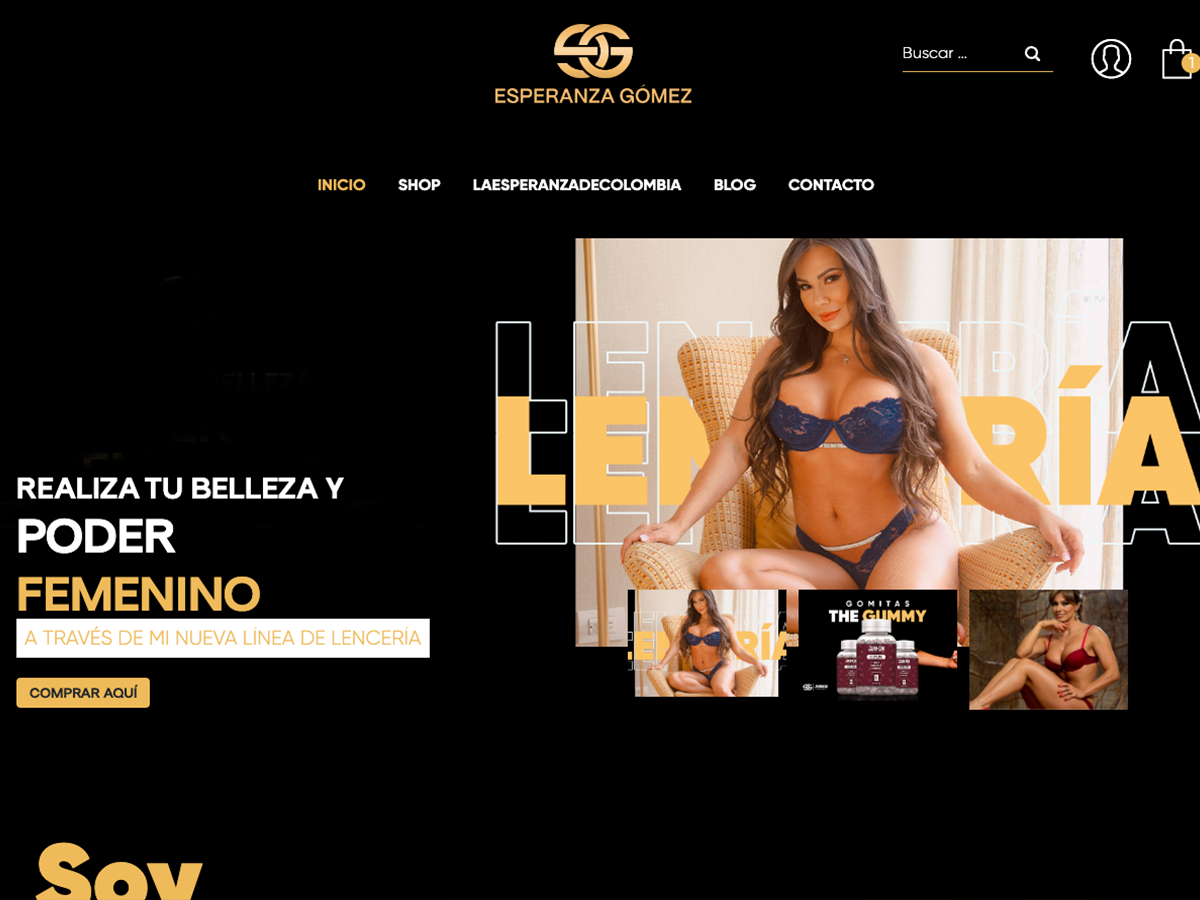 ESPERANZA GÓMEZ
Buscar ...
1
INICIO SHOP LAESPERANZADECOLOMBIA BLOG CONTACTO
LENCERÍA
REALIZA TU BELLEZA Y
PODER
FEMENINO
A TRAVÉS DE MI NUEVA LÍNEA DE LENCERÍA
COMPRAR AQUÍ
GOMITAS
THE GUMMY
Soy